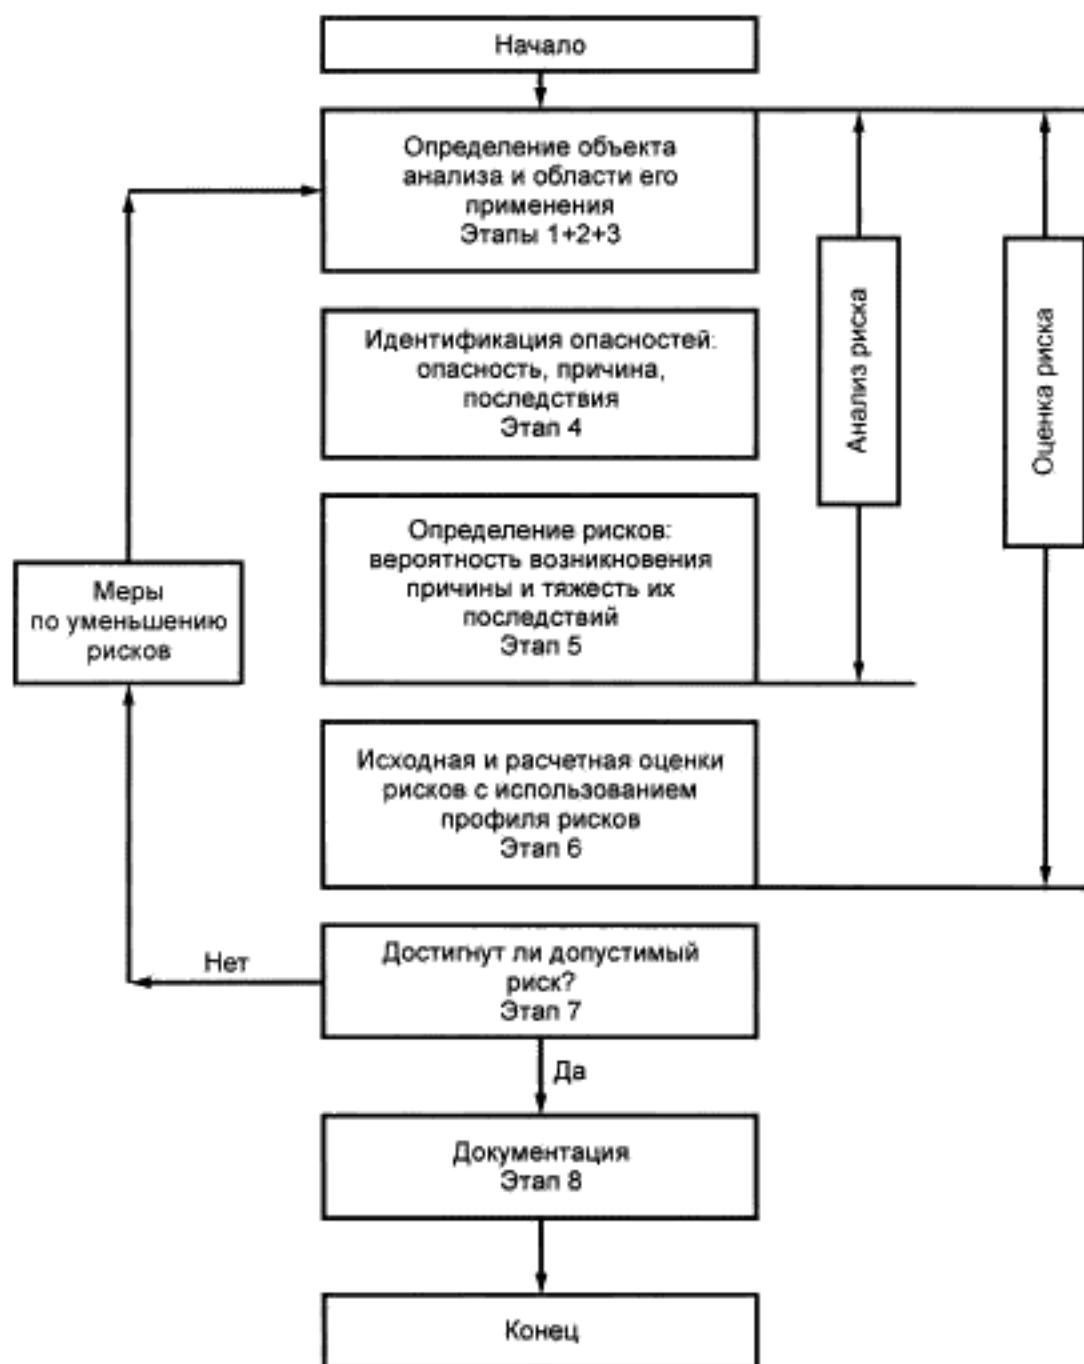 Начало
Определение объекта
анализа и области его
применения
Этапы 1+2+3
Идентификация опасностей:
опасность, причина,
последствия
Этап 4
Анализ риска
Оценка риска
Определение рисков:
вероятность возникновения
причины и тяжесть их
последствий
Этап 5
Меры
по уменьшению
рисков
Исходная и расчетная оценки
рисков с использованием
профиля рисков
Этап 6
Достигнут ли допустимый
риск?
Этап 7
Нет
Да
Документация
Этап 8
Конец